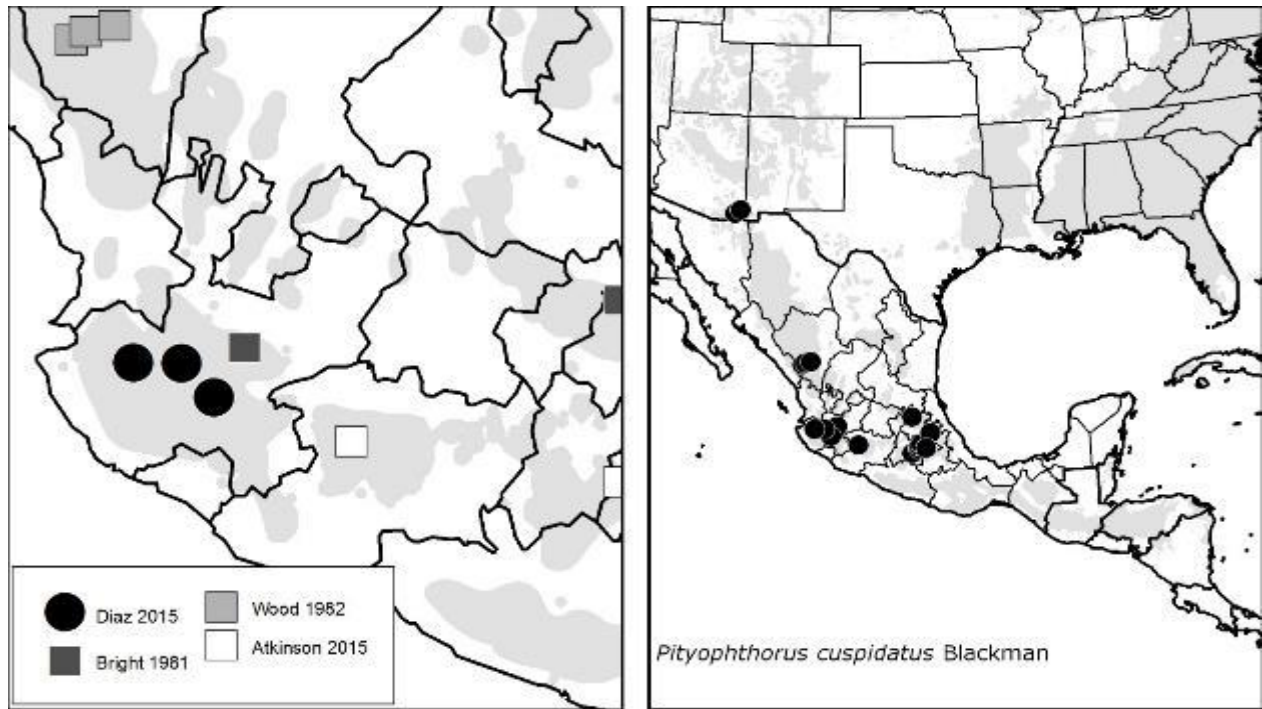 Diaz 2015
Wood 1982
Bright 1981
Atkinson 2015
Pityophthorus cuspidatus Blackman